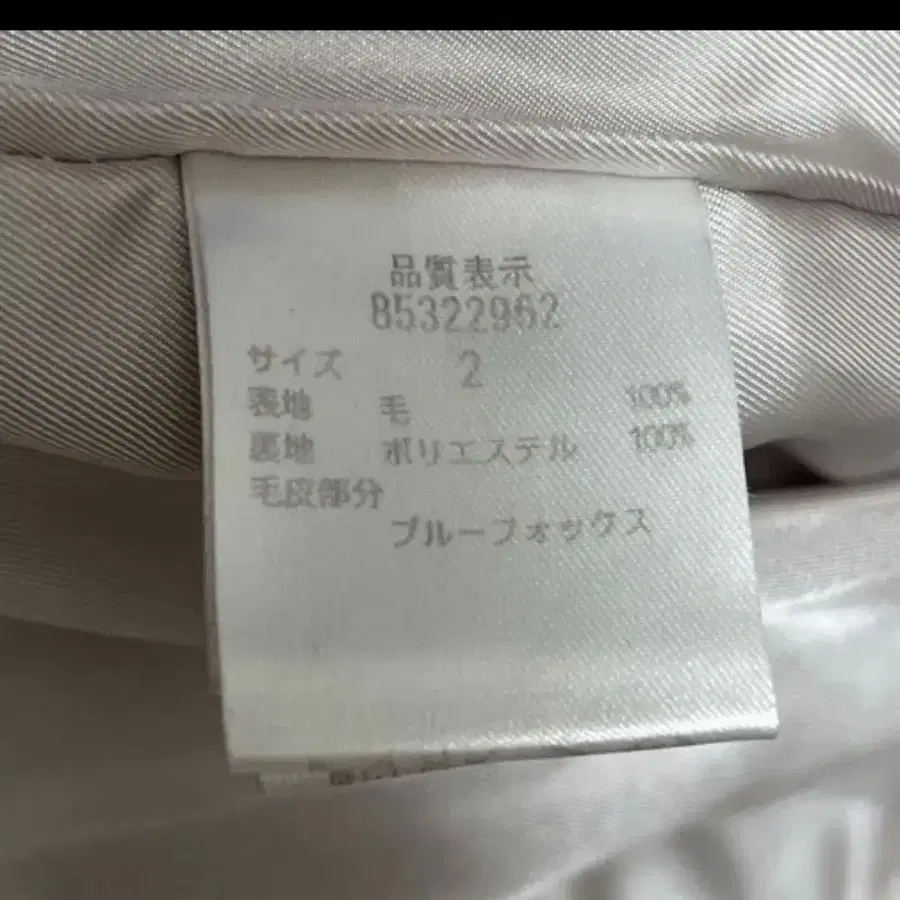 品質表示
85322962
サイズ 2
表地 毛 100%
裏地 ポリエステル 100%
毛皮部分
ブルーフォックス